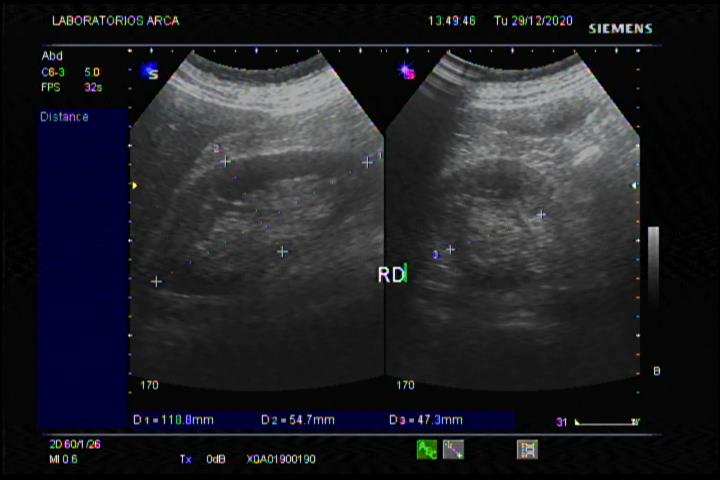 LABORATORIOS ARCA 13:49:46 Tu 29/12/2020 SIEMENS
Abd
C6-3 5.0
FPS 32s
Distance
S S
2
1
3
RD
170 170
B
D1=118.8mm D2=54.7mm D3=47.3mm 31
2D 60/1/26
MI 0.6 Tx 0dB